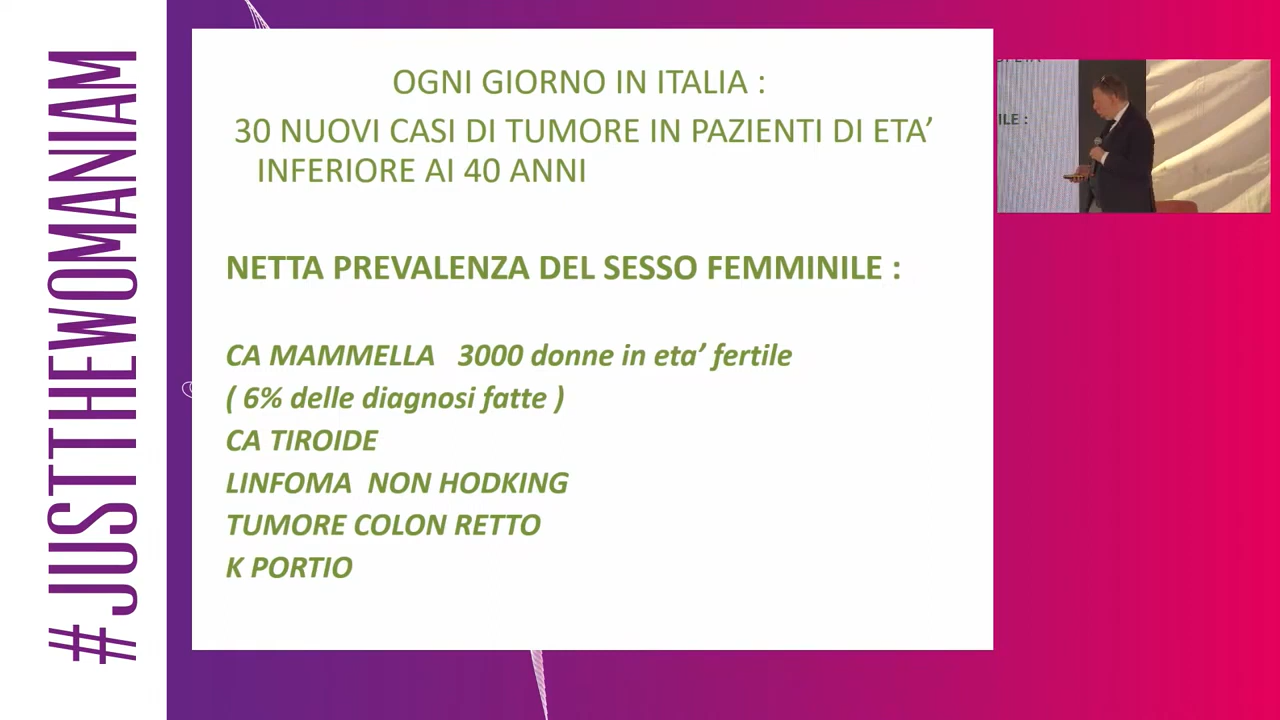 #JUSTTHEWOMANIAM
OGNI GIORNO IN ITALIA :
30 NUOVI CASI DI TUMORE IN PAZIENTI DI ETA’
INFERIORE AI 40 ANNI
NETTA PREVALENZA DEL SESSO FEMMINILE :
CA MAMMELLA 3000 donne in eta’ fertile
( 6% delle diagnosi fatte )
CA TIROIDE
LINFOMA NON HODKING
TUMORE COLON RETTO
K PORTIO
ILE :